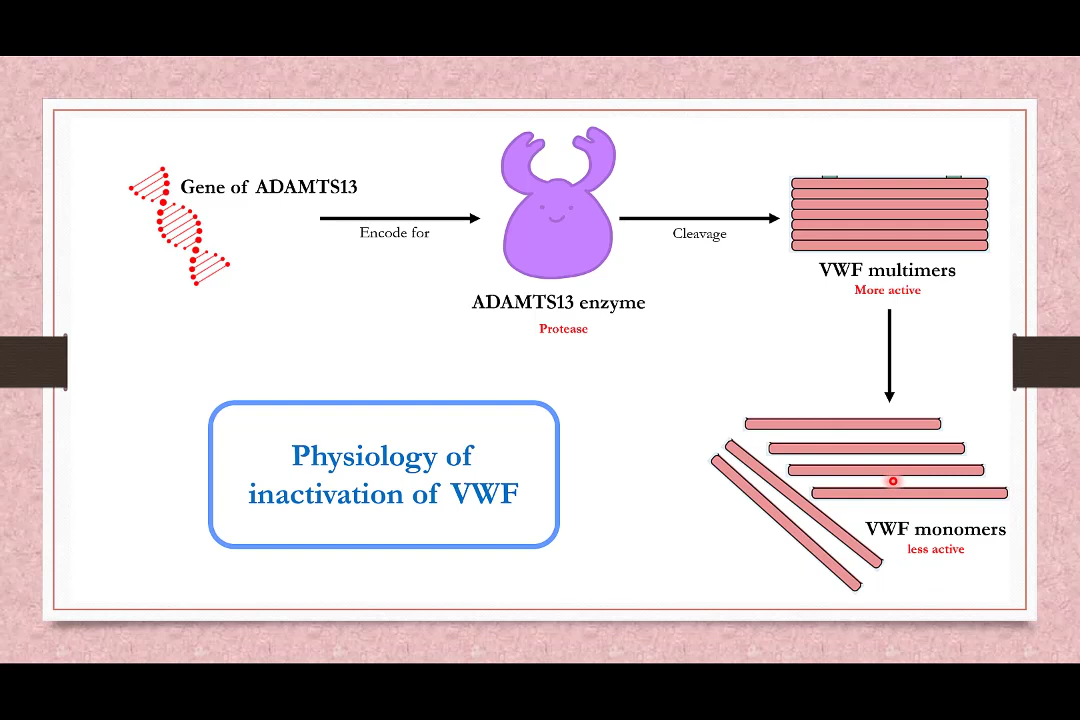 Gene of ADAMTS13
Encode for
ADAMTS13 enzyme
Protease
Cleavage
VWF multimers
More active
VWF monomers
less active
Physiology of
inactivation of VWF